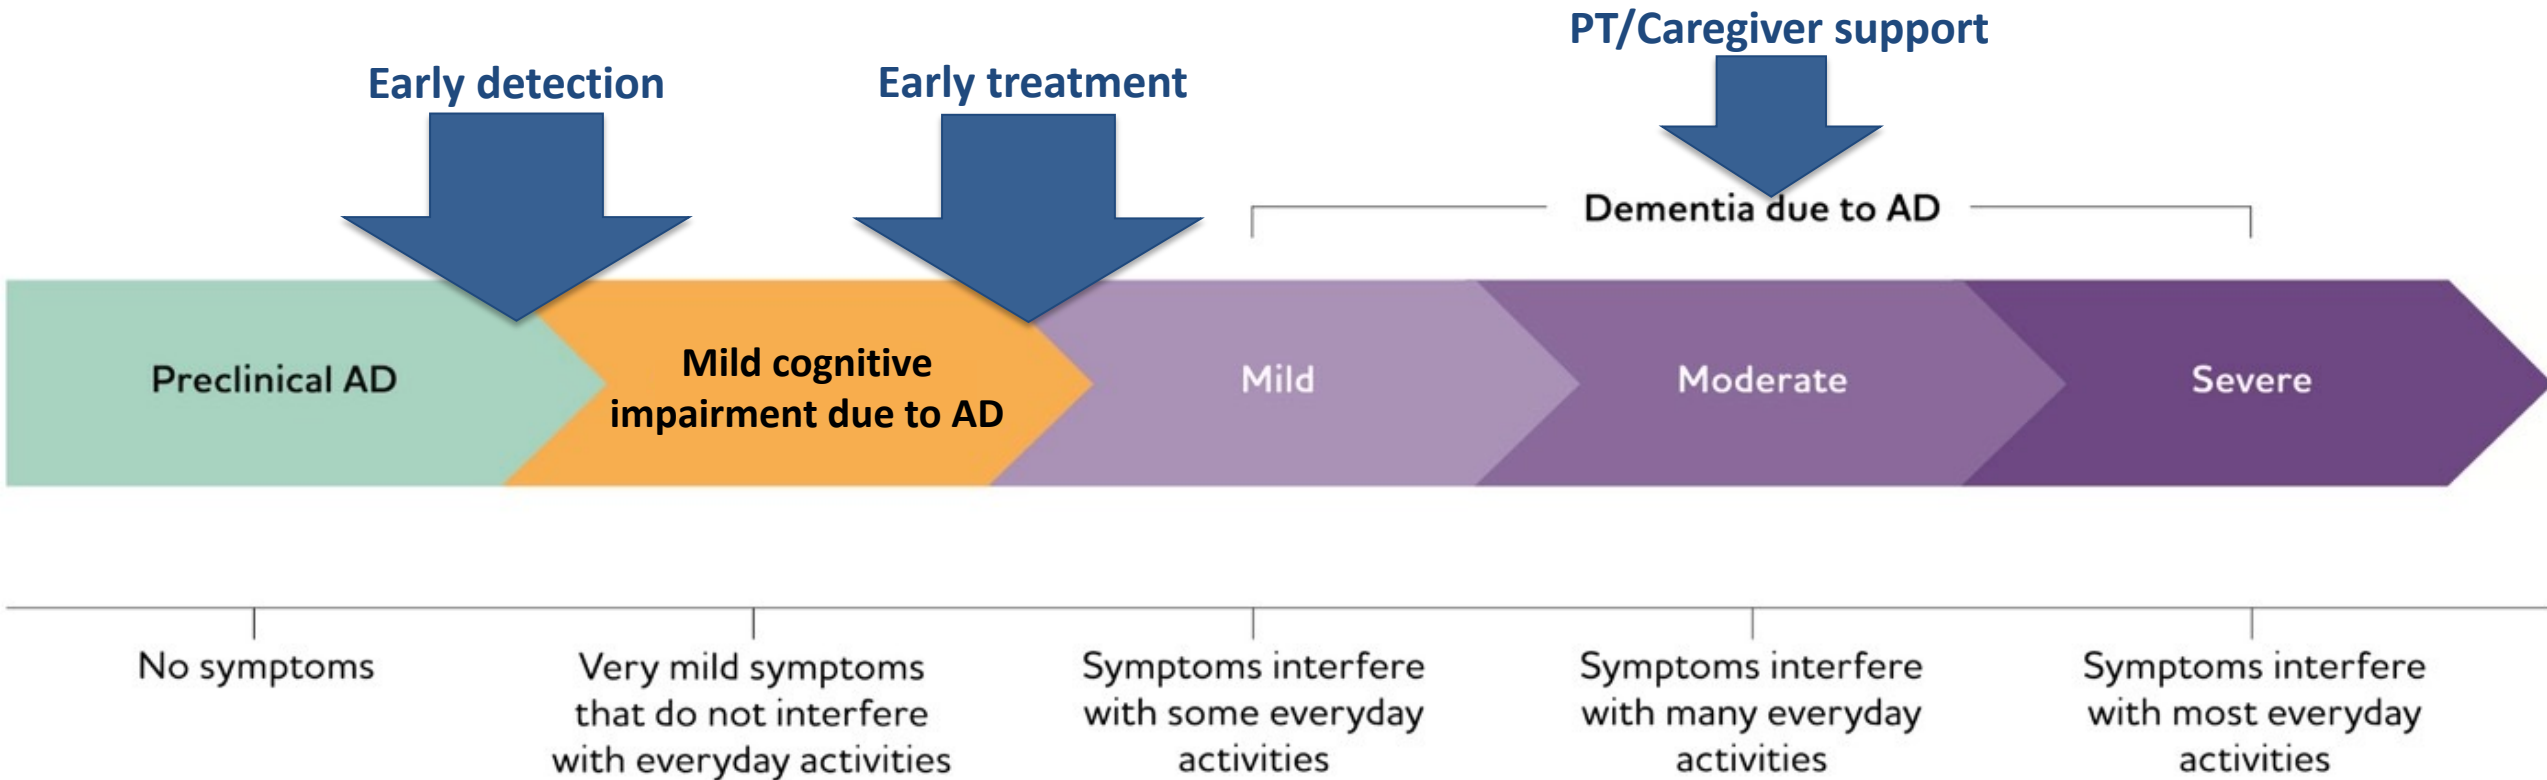 PT/Caregiver support
Early detection
Early treatment
Dementia due to AD
Preclinical AD
Mild cognitive
impairment due to AD
Mild
Moderate
Severe
No symptoms
Very mild symptoms
that do not interfere
with everyday activities
Symptoms interfere
with some everyday
activities
Symptoms interfere
with many everyday
activities
Symptoms interfere
with most everyday
activities